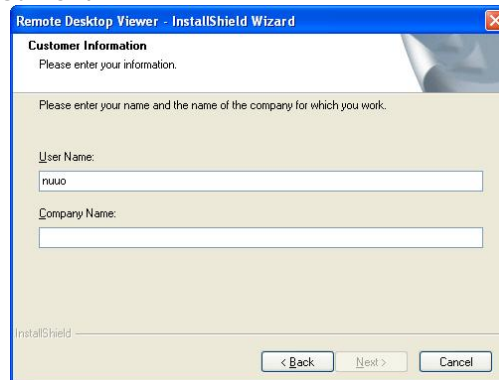 Remote Desktop Viewer - InstallShield Wizard
Customer Information
Please enter your information.
Please enter your name and the name of the company for which you work.
User Name:
nuuo
Company Name:
InstallShield
< Back Next > Cancel